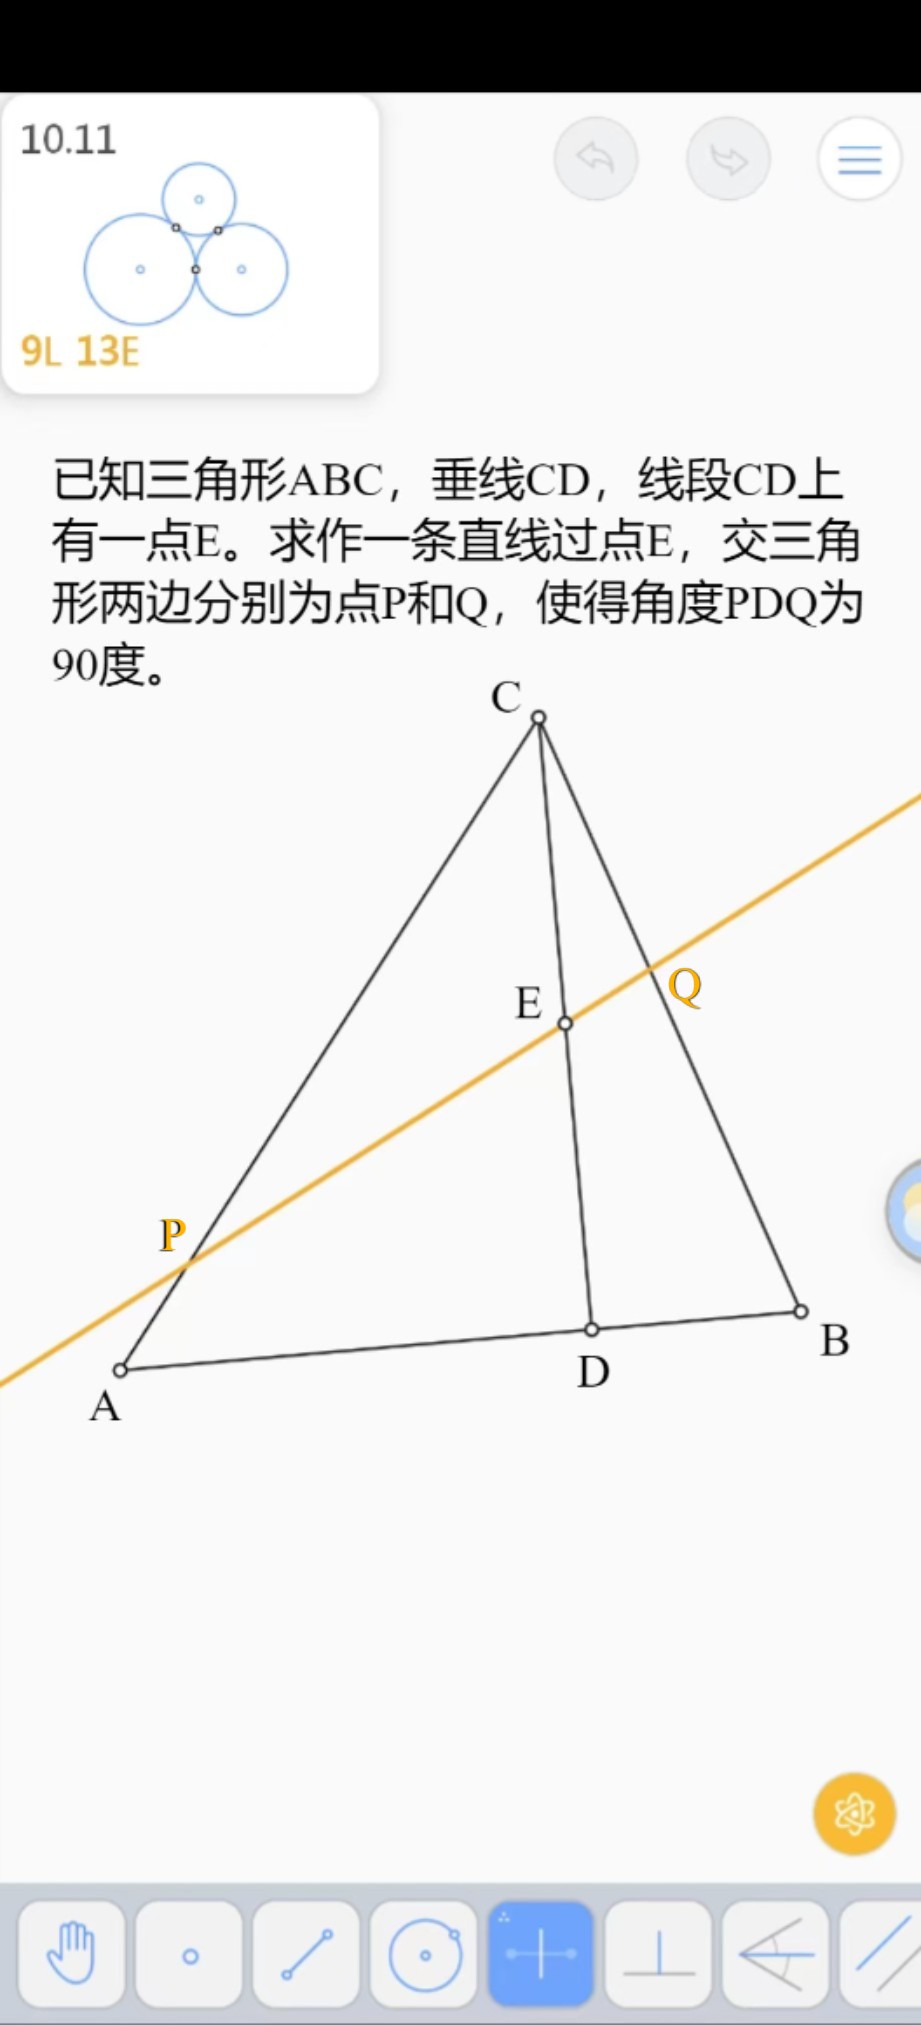 10.11
9L 13E
已知三角形ABC，垂线CD，线段CD上
有一点E。求作一条直线过点E，交三角
形两边分别为点P和Q，使得角度PDQ为
90度。
C
E
Q
P
D
B
A